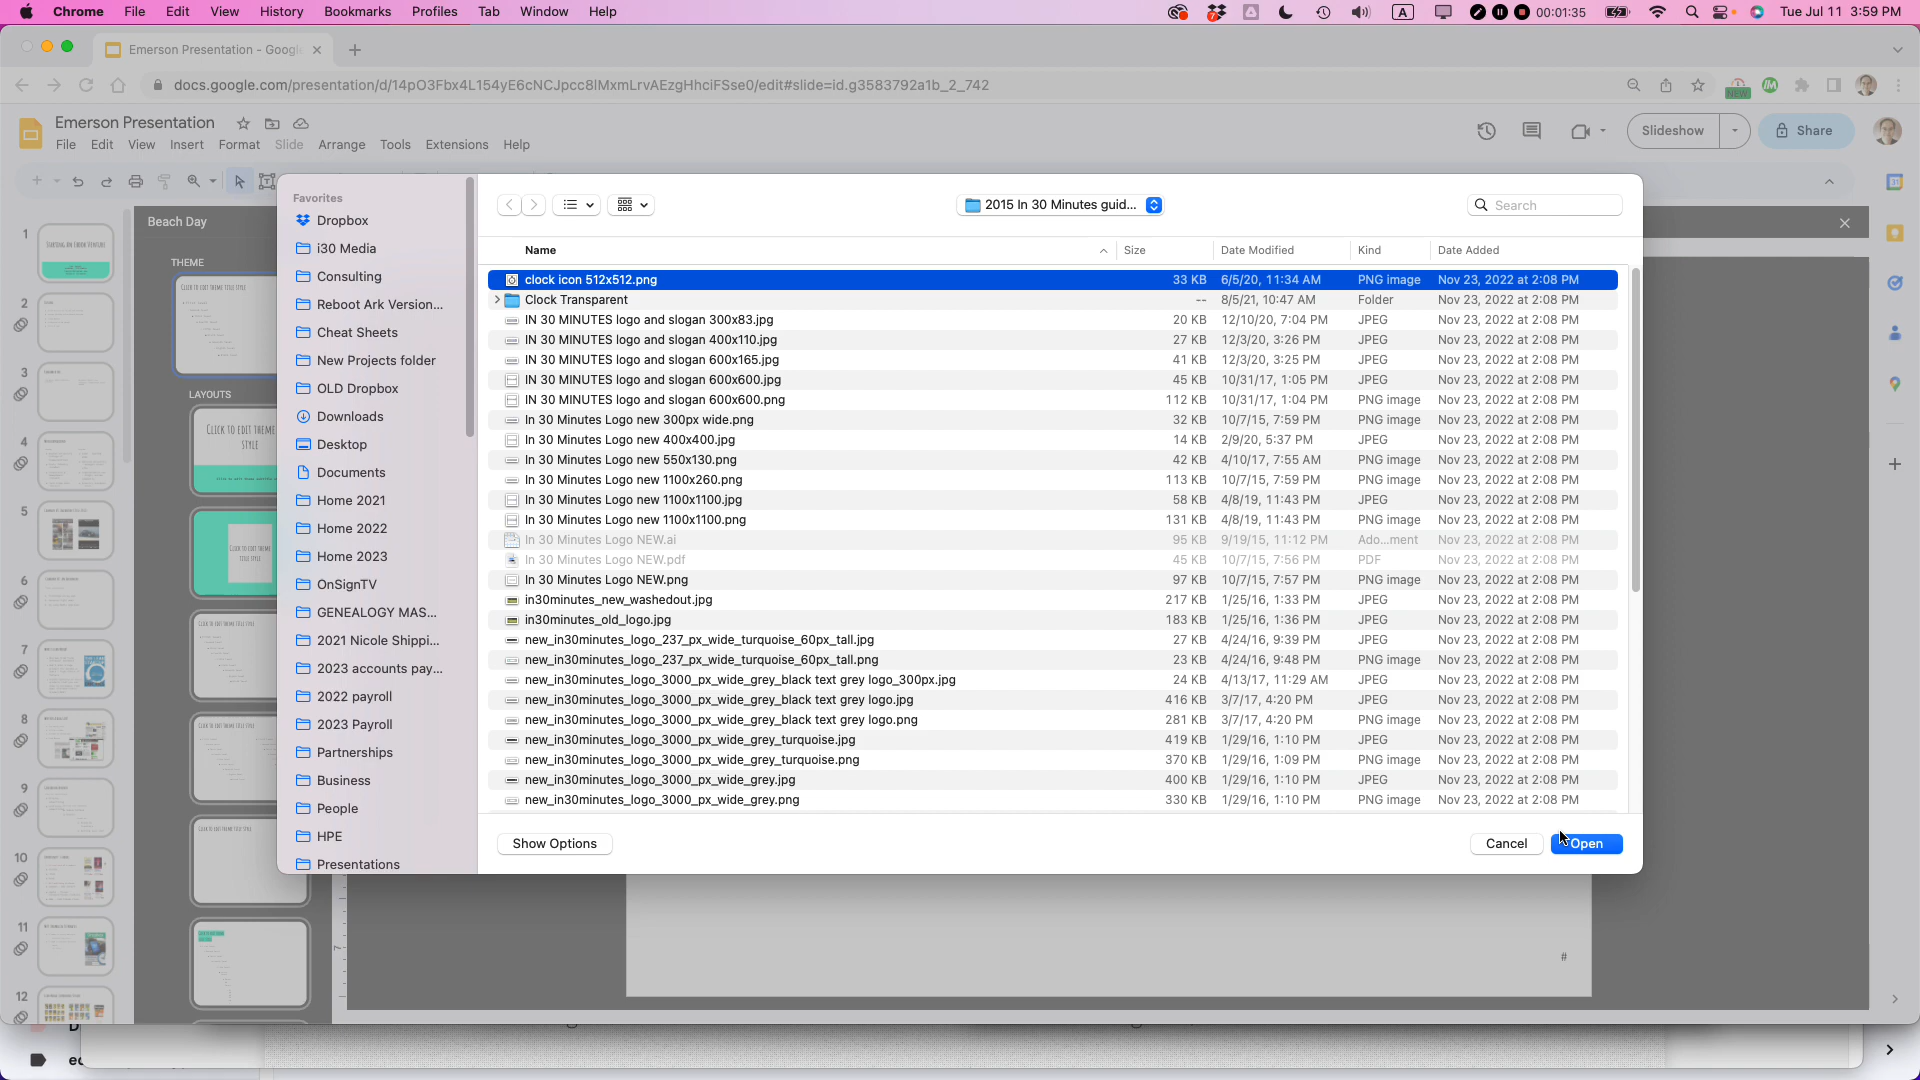 Chrome File Edit View History Bookmarks Profiles Tab Window Help
7 A 00:01:35 Tue Jul 11 3:59 PM
Emerson Presentation - Googl
docs.google.com/presentation/d/14pO3Fbx4L154yE6cNCJpcc8IMxmLrvAEzgHhciFSse0/edit#slide=id.g3583792a1b_2_742
NEW
Emerson Presentation
Slideshow
Share
File Edit View Insert Format Slide Arrange Tools Extensions Help
Beach Day
THEME
LAYOUTS
Click to edit theme title style
Click to edit theme
style
1
Starting an eBook Venture
2
3
4
5
6
7
8
9
10
11
12
Favorites
Dropbox
i30 Media
Consulting
Reboot Ark Version...
Cheat Sheets
New Projects folder
OLD Dropbox
Downloads
Desktop
Documents
Home 2021
Home 2022
Home 2023
OnSignTV
GENEALOGY MAS...
2021 Nicole Shippi...
2023 accounts pay...
2022 payroll
2023 Payroll
Partnerships
Business
People
HPE
Presentations
2015 In 30 Minutes guid...
Search
Name Size Date Modified Kind Date Added
clock icon 512x512.png 33 KB 6/5/20, 11:34 AM PNG image Nov 23, 2022 at 2:08 PM
Clock Transparent -- 8/5/21, 10:47 AM Folder Nov 23, 2022 at 2:08 PM
IN 30 MINUTES logo and slogan 300x83.jpg 20 KB 12/10/20, 7:04 PM JPEG Nov 23, 2022 at 2:08 PM
IN 30 MINUTES logo and slogan 400x110.jpg 27 KB 12/3/20, 3:26 PM JPEG Nov 23, 2022 at 2:08 PM
IN 30 MINUTES logo and slogan 600x165.jpg 41 KB 12/3/20, 3:25 PM JPEG Nov 23, 2022 at 2:08 PM
IN 30 MINUTES logo and slogan 600x600.jpg 45 KB 10/31/17, 1:05 PM JPEG Nov 23, 2022 at 2:08 PM
IN 30 MINUTES logo and slogan 600x600.png 112 KB 10/31/17, 1:04 PM PNG image Nov 23, 2022 at 2:08 PM
In 30 Minutes Logo new 300px wide.png 32 KB 10/7/15, 7:59 PM PNG image Nov 23, 2022 at 2:08 PM
In 30 Minutes Logo new 400x400.jpg 14 KB 2/9/20, 5:37 PM JPEG Nov 23, 2022 at 2:08 PM
In 30 Minutes Logo new 550x130.png 42 KB 4/10/17, 7:55 AM PNG image Nov 23, 2022 at 2:08 PM
In 30 Minutes Logo new 1100x260.png 113 KB 10/7/15, 7:59 PM PNG image Nov 23, 2022 at 2:08 PM
In 30 Minutes Logo new 1100x1100.jpg 58 KB 4/8/19, 11:43 PM JPEG Nov 23, 2022 at 2:08 PM
In 30 Minutes Logo new 1100x1100.png 131 KB 4/8/19, 11:43 PM PNG image Nov 23, 2022 at 2:08 PM
In 30 Minutes Logo NEW.ai 95 KB 9/19/15, 11:12 PM Ado...ment Nov 23, 2022 at 2:08 PM
In 30 Minutes Logo NEW.pdf 45 KB 10/7/15, 7:56 PM PDF Nov 23, 2022 at 2:08 PM
In 30 Minutes Logo NEW.png 97 KB 10/7/15, 7:57 PM PNG image Nov 23, 2022 at 2:08 PM
in30minutes_new_washedout.jpg 217 KB 1/25/16, 1:33 PM JPEG Nov 23, 2022 at 2:08 PM
in30minutes_old_logo.jpg 183 KB 1/25/16, 1:36 PM JPEG Nov 23, 2022 at 2:08 PM
new_in30minutes_logo_237_px_wide_turquoise_60px_tall.jpg 27 KB 4/24/16, 9:39 PM JPEG Nov 23, 2022 at 2:08 PM
new_in30minutes_logo_237_px_wide_turquoise_60px_tall.png 23 KB 4/24/16, 9:48 PM PNG image Nov 23, 2022 at 2:08 PM
new_in30minutes_logo_3000_px_wide_grey_black text grey logo_300px.jpg 24 KB 4/13/17, 11:29 AM JPEG Nov 23, 2022 at 2:08 PM
new_in30minutes_logo_3000_px_wide_grey_black text grey logo.jpg 416 KB 3/7/17, 4:20 PM JPEG Nov 23, 2022 at 2:08 PM
new_in30minutes_logo_3000_px_wide_grey_black text grey logo.png 281 KB 3/7/17, 4:20 PM PNG image Nov 23, 2022 at 2:08 PM
new_in30minutes_logo_3000_px_wide_grey_turquoise.jpg 419 KB 1/29/16, 1:10 PM JPEG Nov 23, 2022 at 2:08 PM
new_in30minutes_logo_3000_px_wide_grey_turquoise.png 370 KB 1/29/16, 1:09 PM PNG image Nov 23, 2022 at 2:08 PM
new_in30minutes_logo_3000_px_wide_grey.jpg 400 KB 1/29/16, 1:10 PM JPEG Nov 23, 2022 at 2:08 PM
new_in30minutes_logo_3000_px_wide_grey.png 330 KB 1/29/16, 1:10 PM PNG image Nov 23, 2022 at 2:08 PM
Show Options
Cancel
Open
7
#